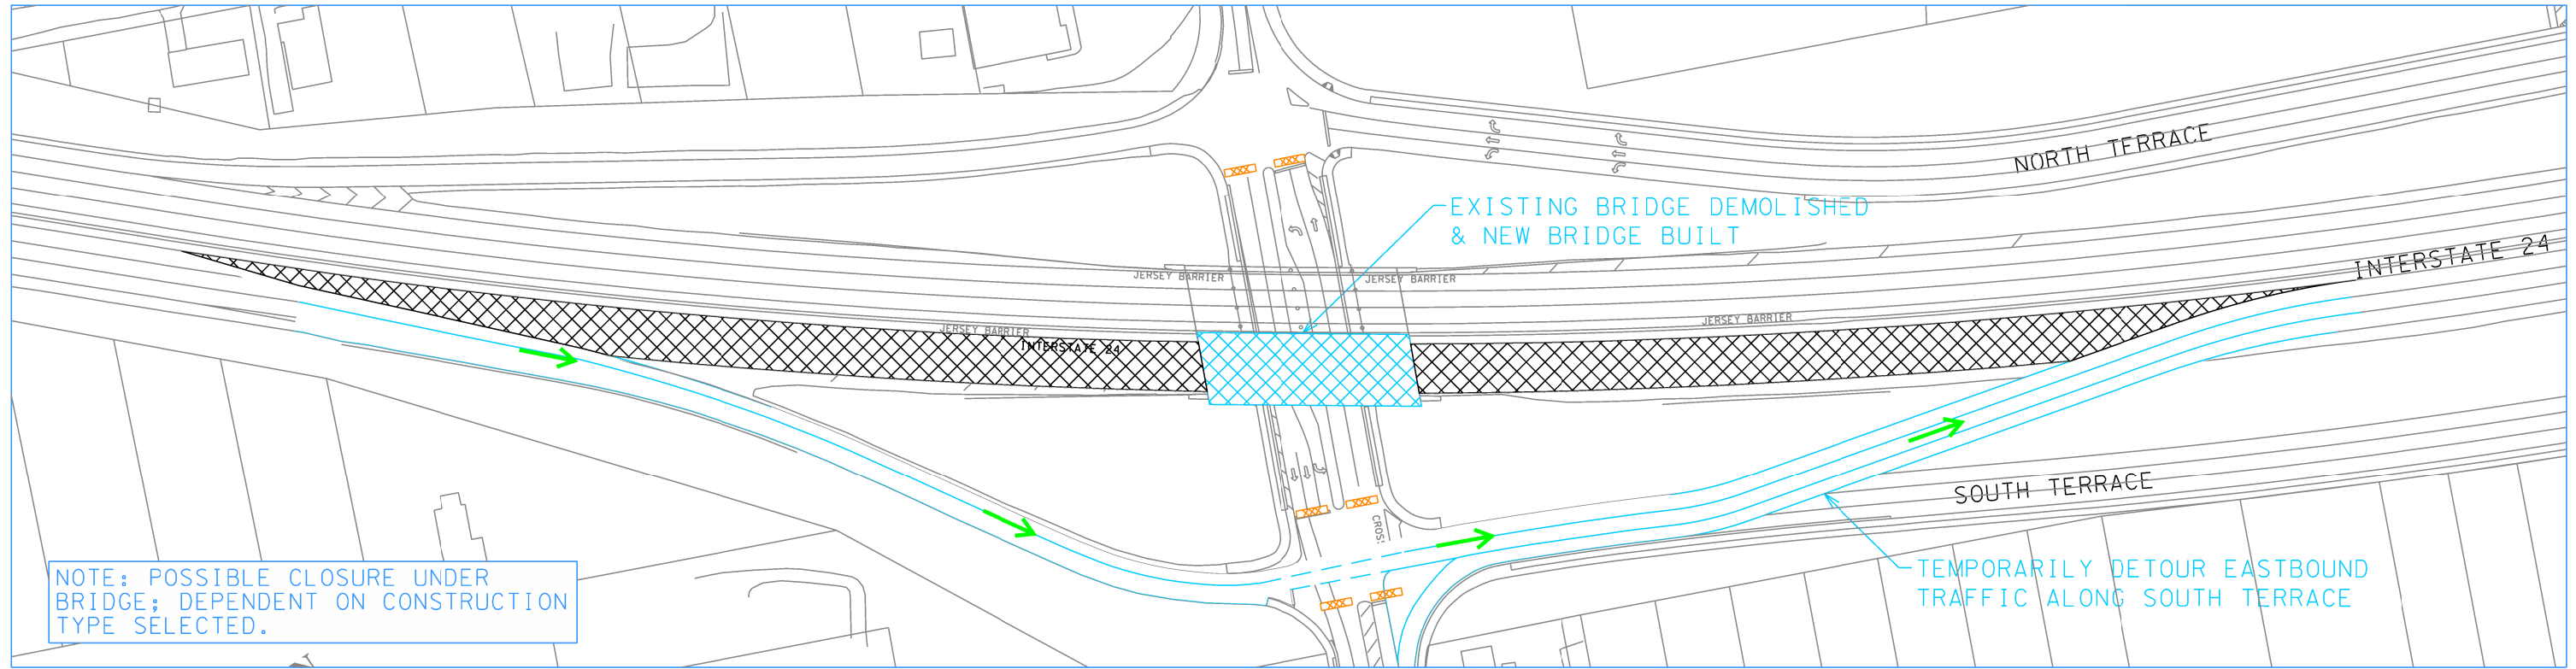 NORTH TERRACE
EXISTING BRIDGE DEMOLISHED
& NEW BRIDGE BUILT
INTERSTATE 24
JERSEY BARRIER
JERSEY BARRIER
JERSEY BARRIER
JERSEY BARRIER
INTERSTATE 24
SOUTH TERRACE
CROSS
TEMPORARILY DETOUR EASTBOUND
TRAFFIC ALONG SOUTH TERRACE
NOTE: POSSIBLE CLOSURE UNDER
BRIDGE; DEPENDENT ON CONSTRUCTION
TYPE SELECTED.